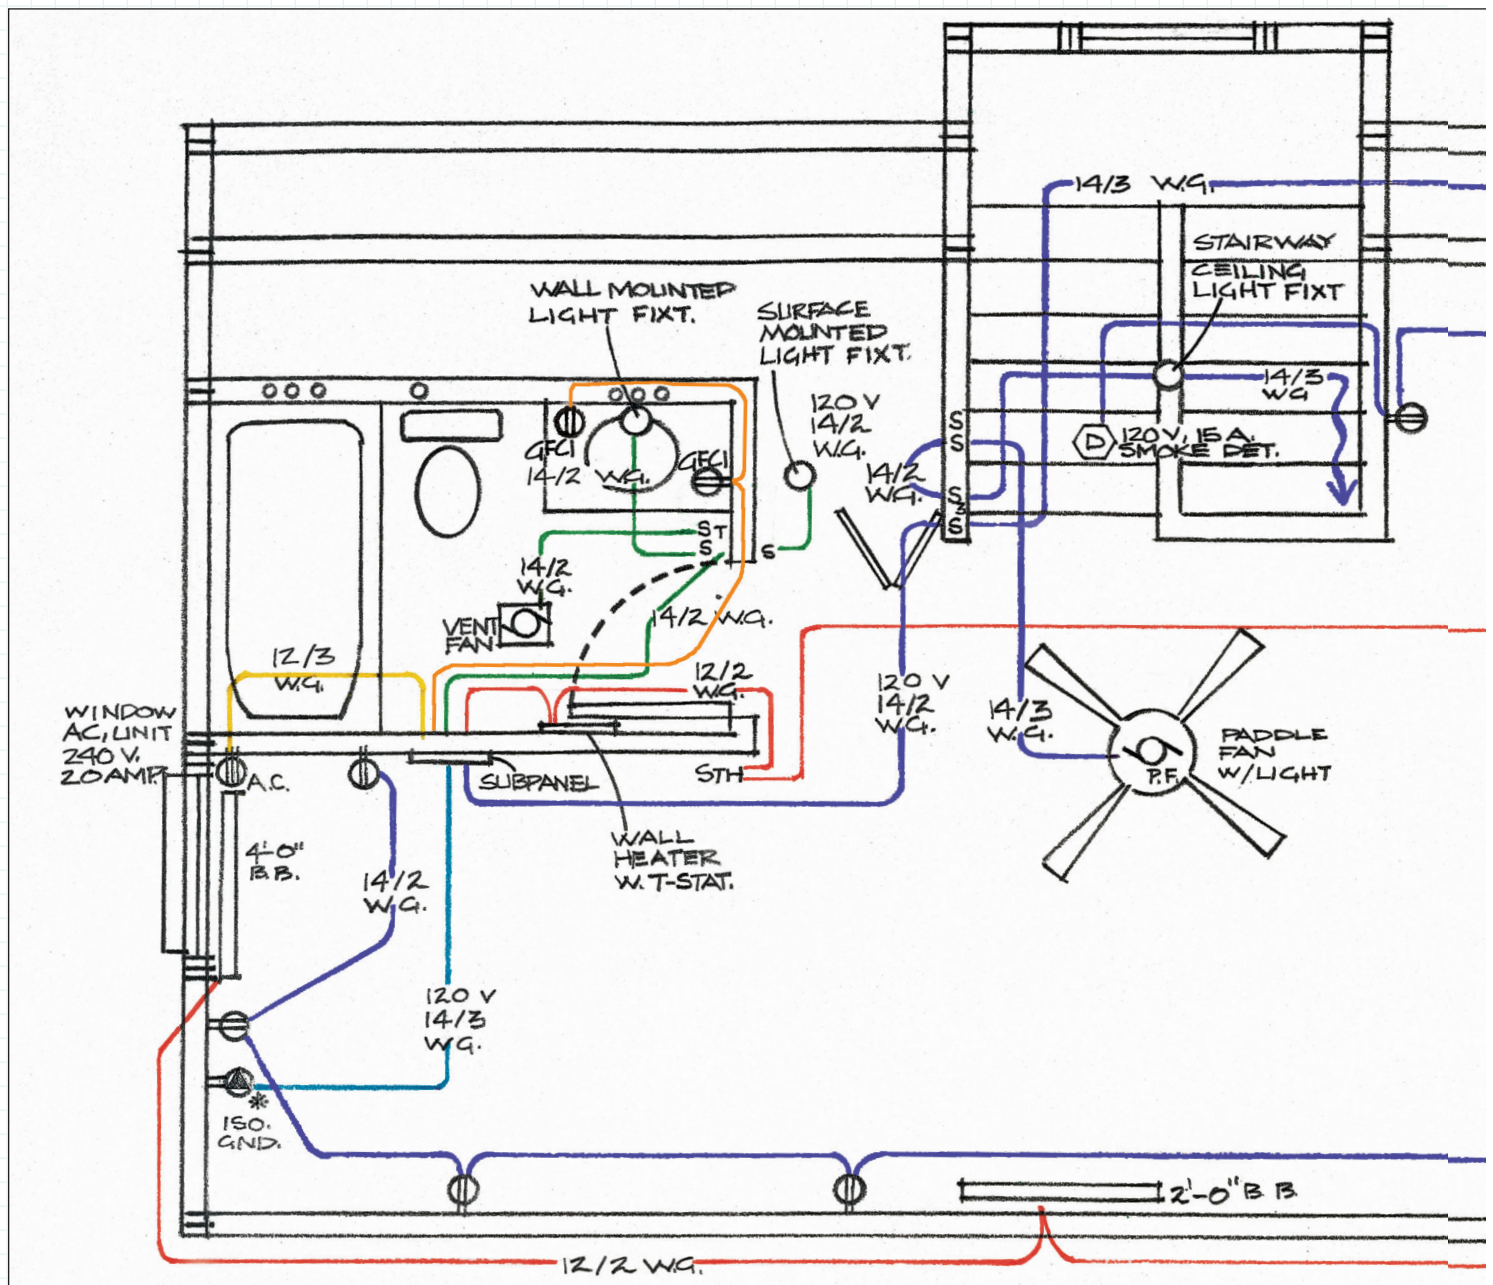 14/3 W.G.
STAIRWAY
CEILING
LIGHT FIXT
WALL MOUNTED
LIGHT FIXT.
SURFACE
MOUNTED
LIGHT FIXT.
14/3
WG
120 V
14/2
W.G.
S
S
D
120 V, 15 A.
SMOKE DET.
GFCI
14/2 W.G.
GFCI
14/2
W.G.
S
3
S
ST
S
S
14/2
W.G.
VENT
FAN
14/2 W.G.
12/3
W.G.
12/2
W.G.
120 V
14/2
W.G.
14/3
W.G.
WINDOW
AC, UNIT
240 V.
20 AMP.
PADDLE
FAN
W/LIGHT
P.F.
A.C.
SUBPANEL
STH
WALL
HEATER
W. T-STAT.
4'-0"
B.B.
14/2
W.G.
120 V
14/3
W.G.
*
ISO.
GND.
2'-0" B.B.
12/2 W.G.